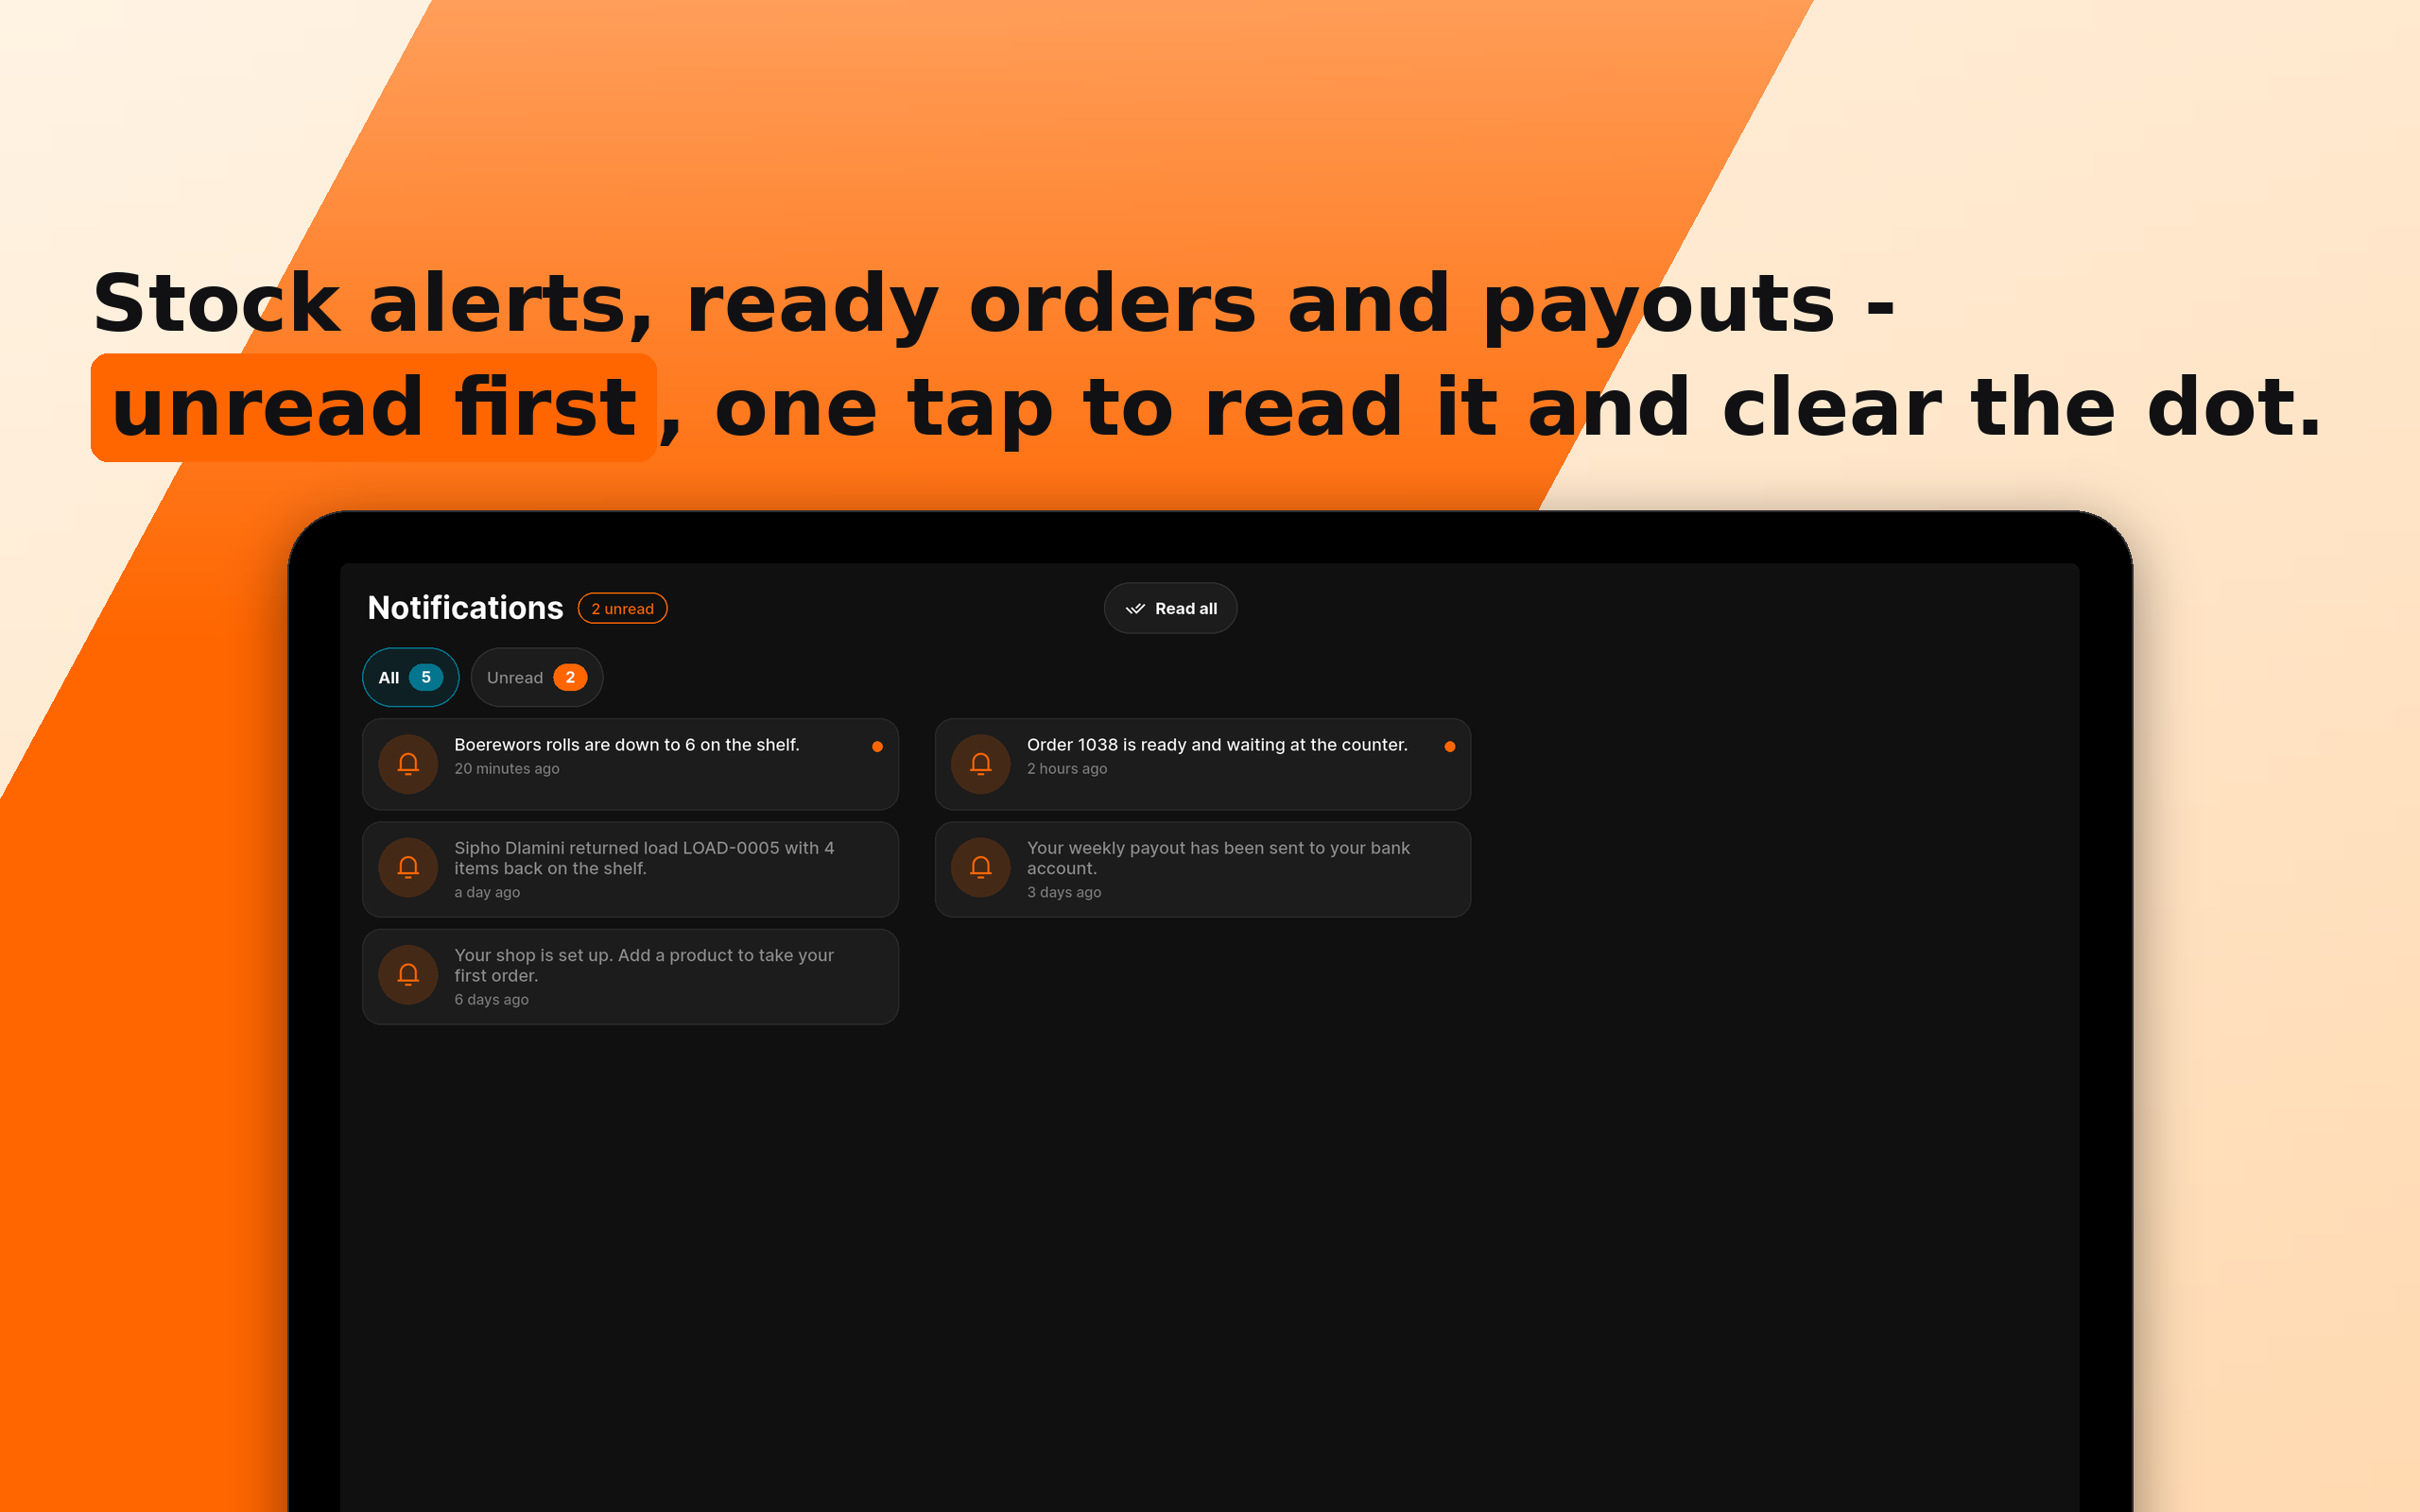 Stock alerts, ready orders and payouts -
unread first, one tap to read it and clear the dot.
Notifications
2 unread
Read all
All 5
Unread 2
Boerewors rolls are down to 6 on the shelf.
20 minutes ago
Order 1038 is ready and waiting at the counter.
2 hours ago
Sipho Dlamini returned load LOAD-0005 with 4
items back on the shelf.
a day ago
Your weekly payout has been sent to your bank
account.
3 days ago
Your shop is set up. Add a product to take your
first order.
6 days ago